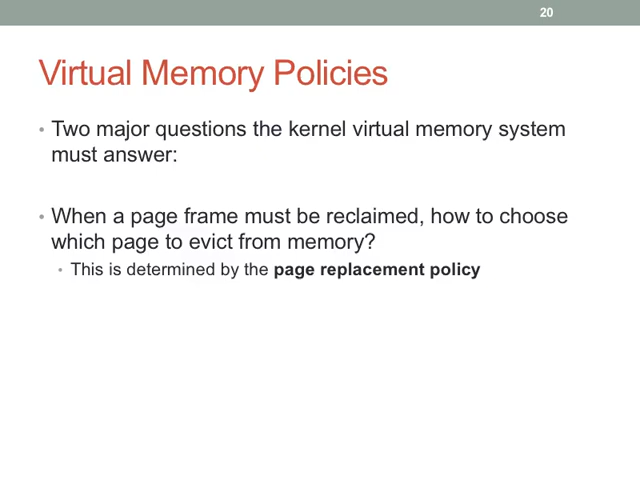 20
Virtual Memory Policies
• Two major questions the kernel virtual memory system
must answer:
• When a page frame must be reclaimed, how to choose
which page to evict from memory?
• This is determined by the page replacement policy